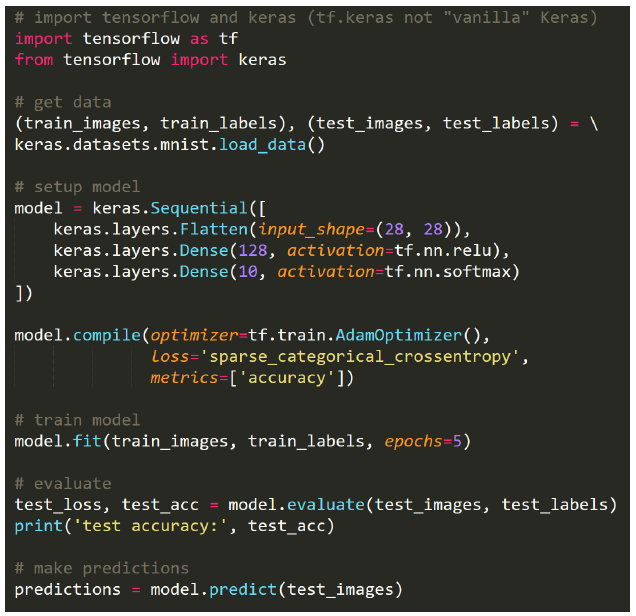 # import tensorflow and keras (tf.keras not "vanilla" Keras)
import tensorflow as tf
from tensorflow import keras

# get data
(train_images, train_labels), (test_images, test_labels) = \
keras.datasets.mnist.load_data()

# setup model
model = keras.Sequential([
    keras.layers.Flatten(input_shape=(28, 28)),
    keras.layers.Dense(128, activation=tf.nn.relu),
    keras.layers.Dense(10, activation=tf.nn.softmax)
])

model.compile(optimizer=tf.train.AdamOptimizer(),
              loss='sparse_categorical_crossentropy',
              metrics=['accuracy'])

# train model
model.fit(train_images, train_labels, epochs=5)

# evaluate
test_loss, test_acc = model.evaluate(test_images, test_labels)
print('test accuracy:', test_acc)

# make predictions
predictions = model.predict(test_images)